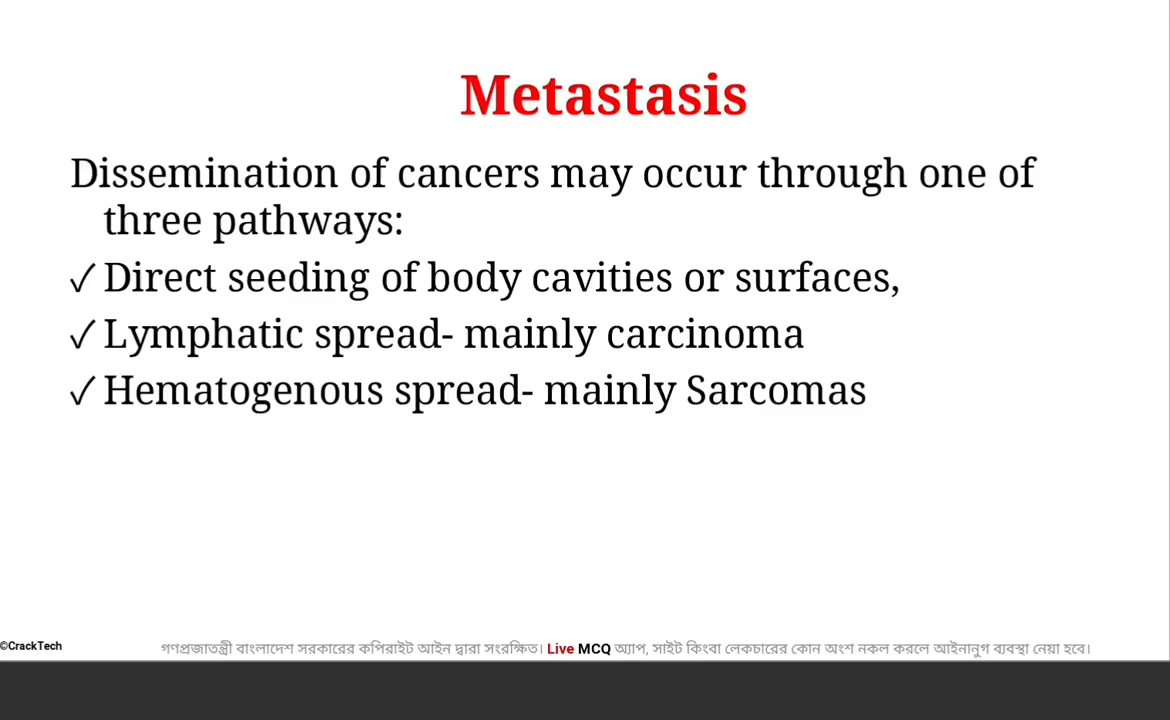 Metastasis
Dissemination of cancers may occur through one of
three pathways:
✓ Direct seeding of body cavities or surfaces,
✓ Lymphatic spread- mainly carcinoma
✓ Hematogenous spread- mainly Sarcomas
©CrackTech
গণপ্রজাতন্ত্রী বাংলাদেশ সরকারের কপিরাইট আইন দ্বারা সংরক্ষিত। Live MCQ অ্যাপ, সাইট কিংবা লেকচারের কোন অংশ নকল করলে আইনানুগ ব্যবস্থা নেয়া হবে।